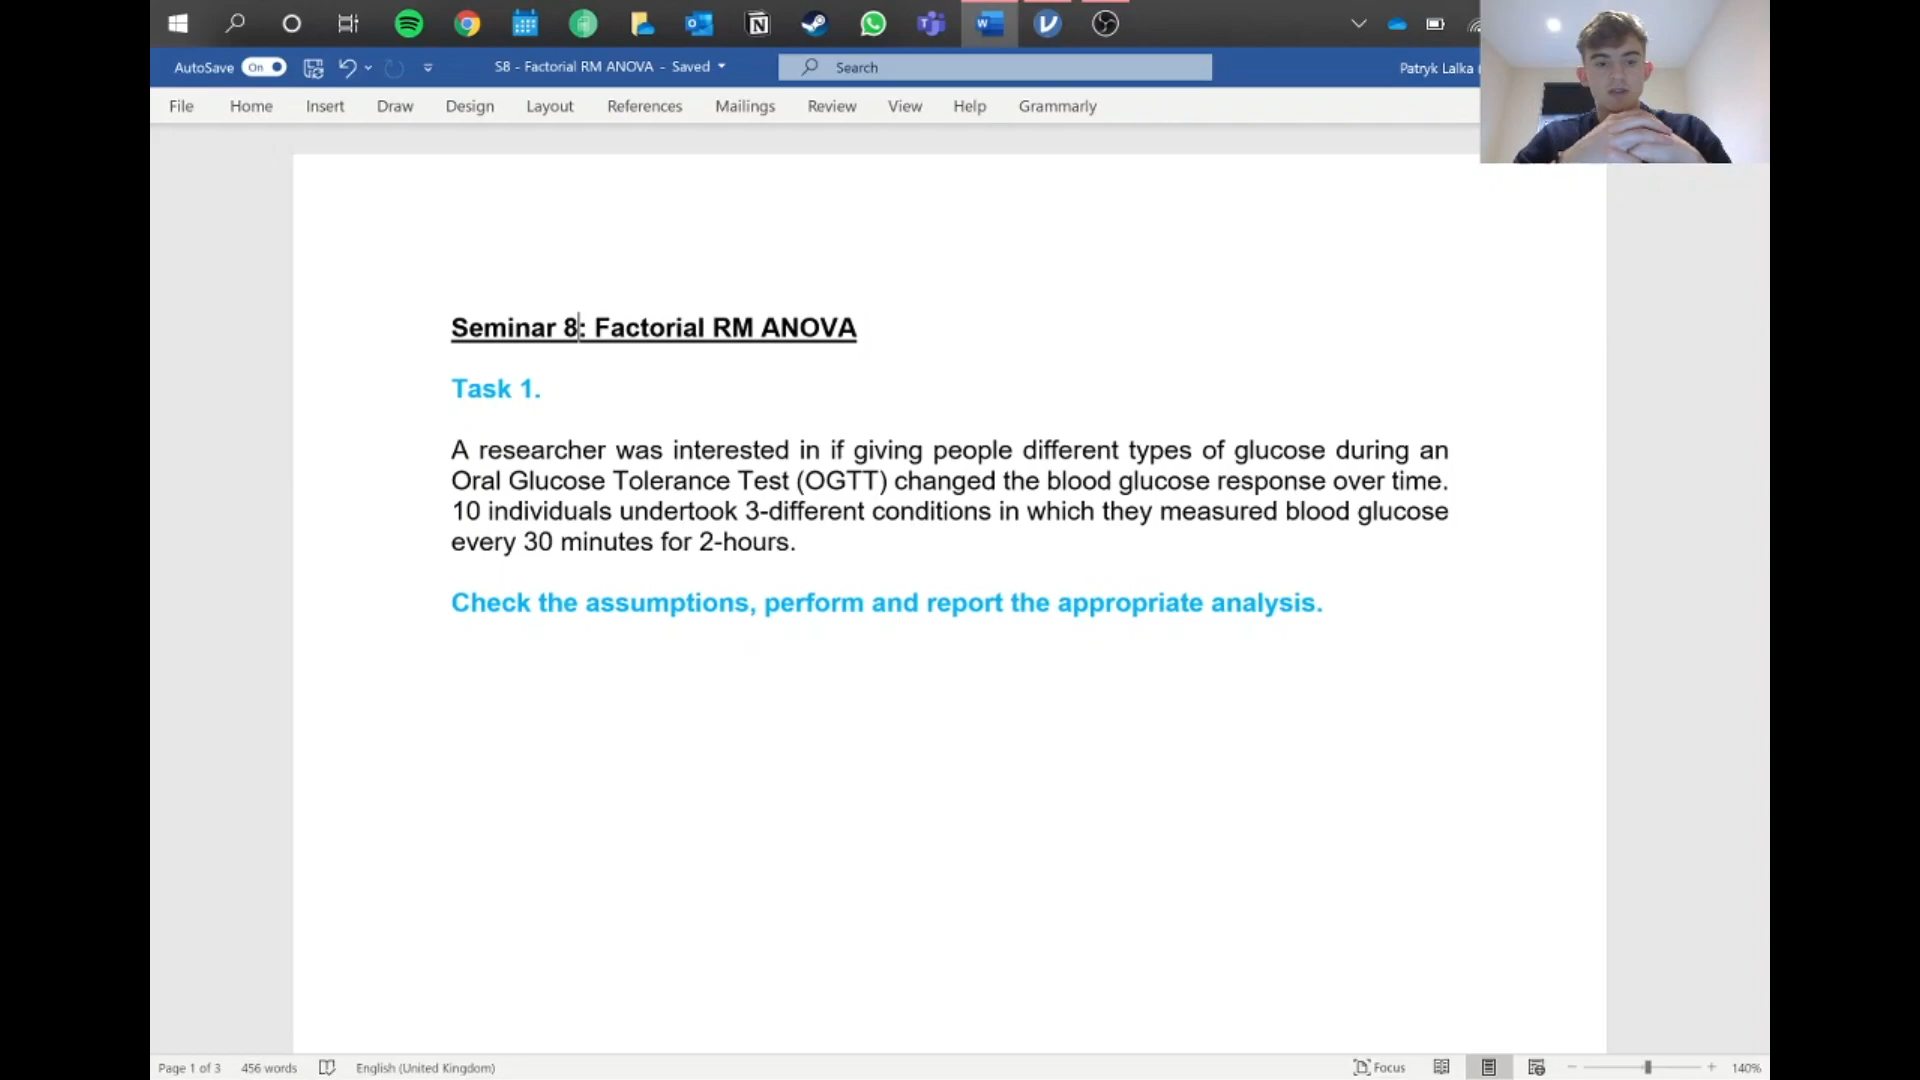 AutoSave On S8 - Factorial RM ANOVA - Saved Search Patryk Lalka
File Home Insert Draw Design Layout References Mailings Review View Help Grammarly
Seminar 8: Factorial RM ANOVA
Task 1.
A researcher was interested in if giving people different types of glucose during an
Oral Glucose Tolerance Test (OGTT) changed the blood glucose response over time.
10 individuals undertook 3-different conditions in which they measured blood glucose
every 30 minutes for 2-hours.
Check the assumptions, perform and report the appropriate analysis.
Page 1 of 3 456 words English (United Kingdom) Focus 140%